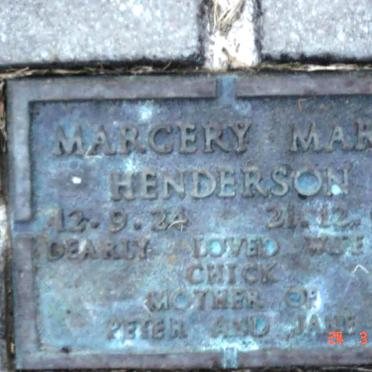 MARGERY MAR
HENDERSON
12.9.24 21.12.
DEARLY LOVED WIFE
CHICK
MOTHER OF
PETER AND JANE